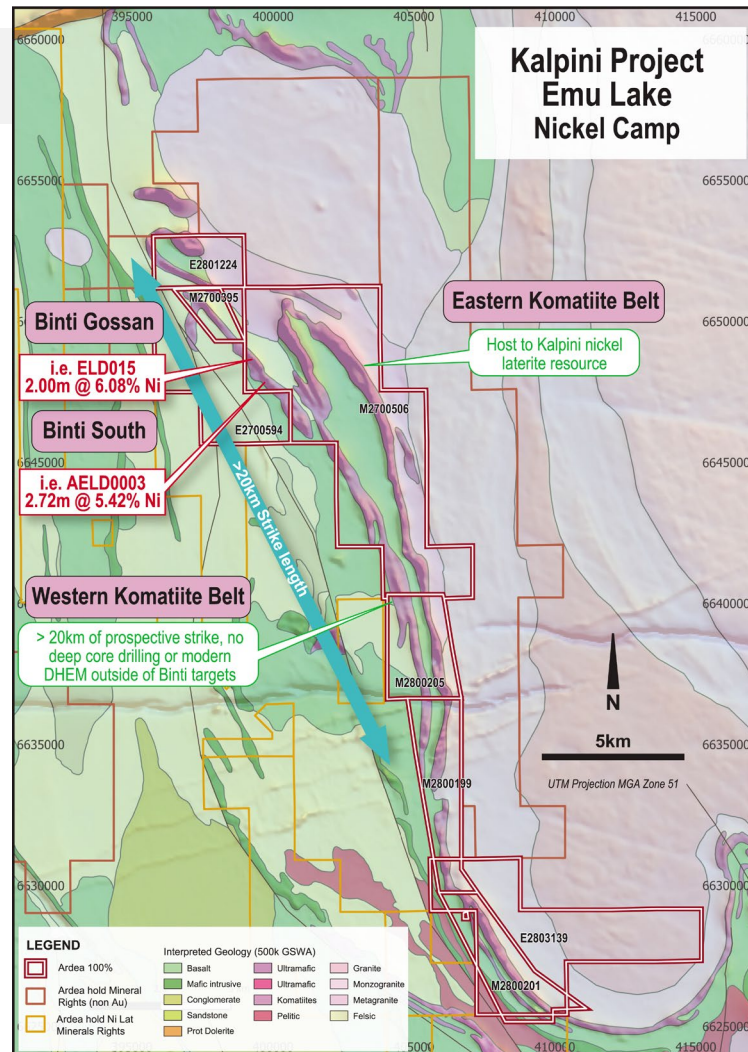 395000 400000 405000 410000 415000
6660000
Kalpini Project
Emu Lake
Nickel Camp
6655000 6655000
E2801224
M2700395
Eastern Komatiite Belt
Host to Kalpini nickel
laterite resource
6650000
Binti Gossan
i.e. ELD015
2.00m @ 6.08% Ni
M2700506
Binti South
E2700594
i.e. AELD0003
2.72m @ 5.42% Ni
6645000 6645000
>20km Strike length
Western Komatiite Belt
> 20km of prospective strike, no
deep core drilling or modern
DHEM outside of Binti targets
6640000
M2800205
N
5km
UTM Projection MGA Zone 51
6635000 6635000
M2800199
6630000 6630000
E2803139
M2800201
LEGEND
Ardea 100%
Ardea hold Mineral
Rights (non Au)
Ardea hold Ni Lat
Minerals Rights
Interpreted Geology (500k GSWA)
Basalt
Mafic intrusive
Conglomerate
Sandstone
Prot Dolerite
Ultramafic
Ultramafic
Komatiites
Pelitic
Granite
Monzogranite
Metagranite
Felsic
6625000
395000 400000 405000 410000 415000